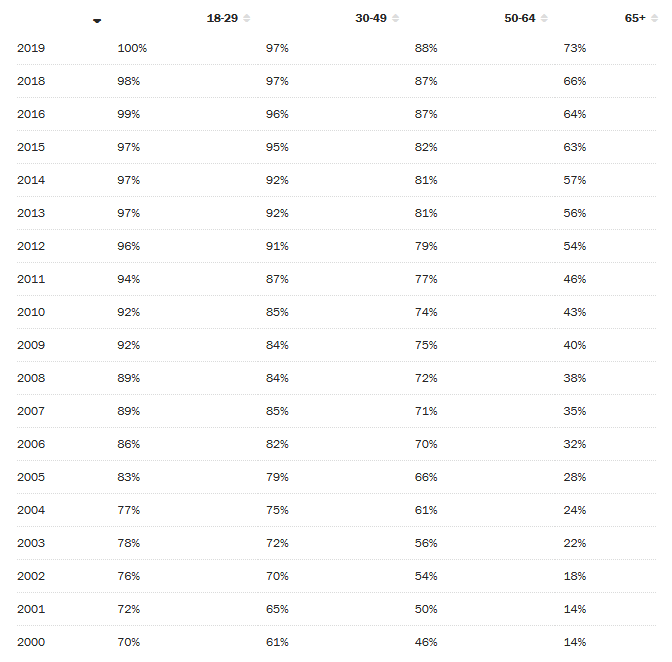 18-29 30-49 50-64 65+
2019 100% 97% 88% 73%
2018 98% 97% 87% 66%
2016 99% 96% 87% 64%
2015 97% 95% 82% 63%
2014 97% 92% 81% 57%
2013 97% 92% 81% 56%
2012 96% 91% 79% 54%
2011 94% 87% 77% 46%
2010 92% 85% 74% 43%
2009 92% 84% 75% 40%
2008 89% 84% 72% 38%
2007 89% 85% 71% 35%
2006 86% 82% 70% 32%
2005 83% 79% 66% 28%
2004 77% 75% 61% 24%
2003 78% 72% 56% 22%
2002 76% 70% 54% 18%
2001 72% 65% 50% 14%
2000 70% 61% 46% 14%